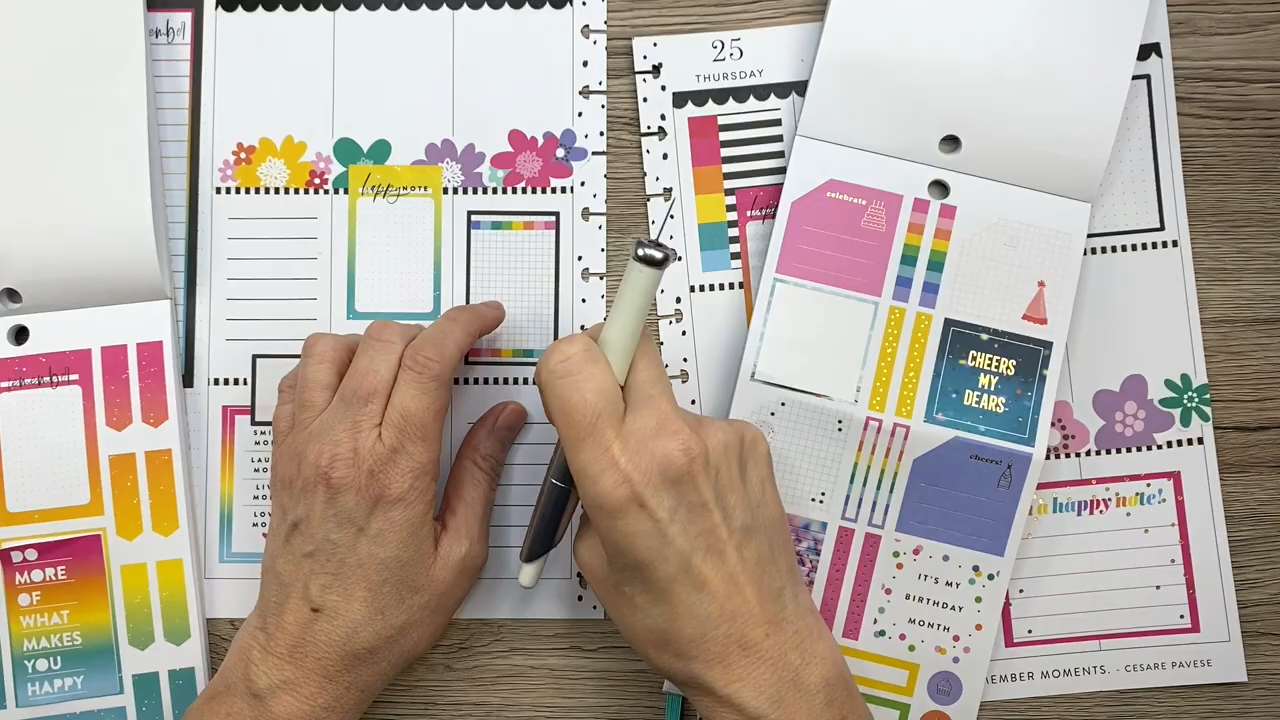 25
THURSDAY
happy NOTE
celebrate
CHEERS
MY
DEARS
cheers!
IT'S MY
BIRTHDAY
MONTH
a happy note!
DO
MORE
OF
WHAT
MAKES
YOU
HAPPY
MEMBER MOMENTS. - CESARE PAVESE